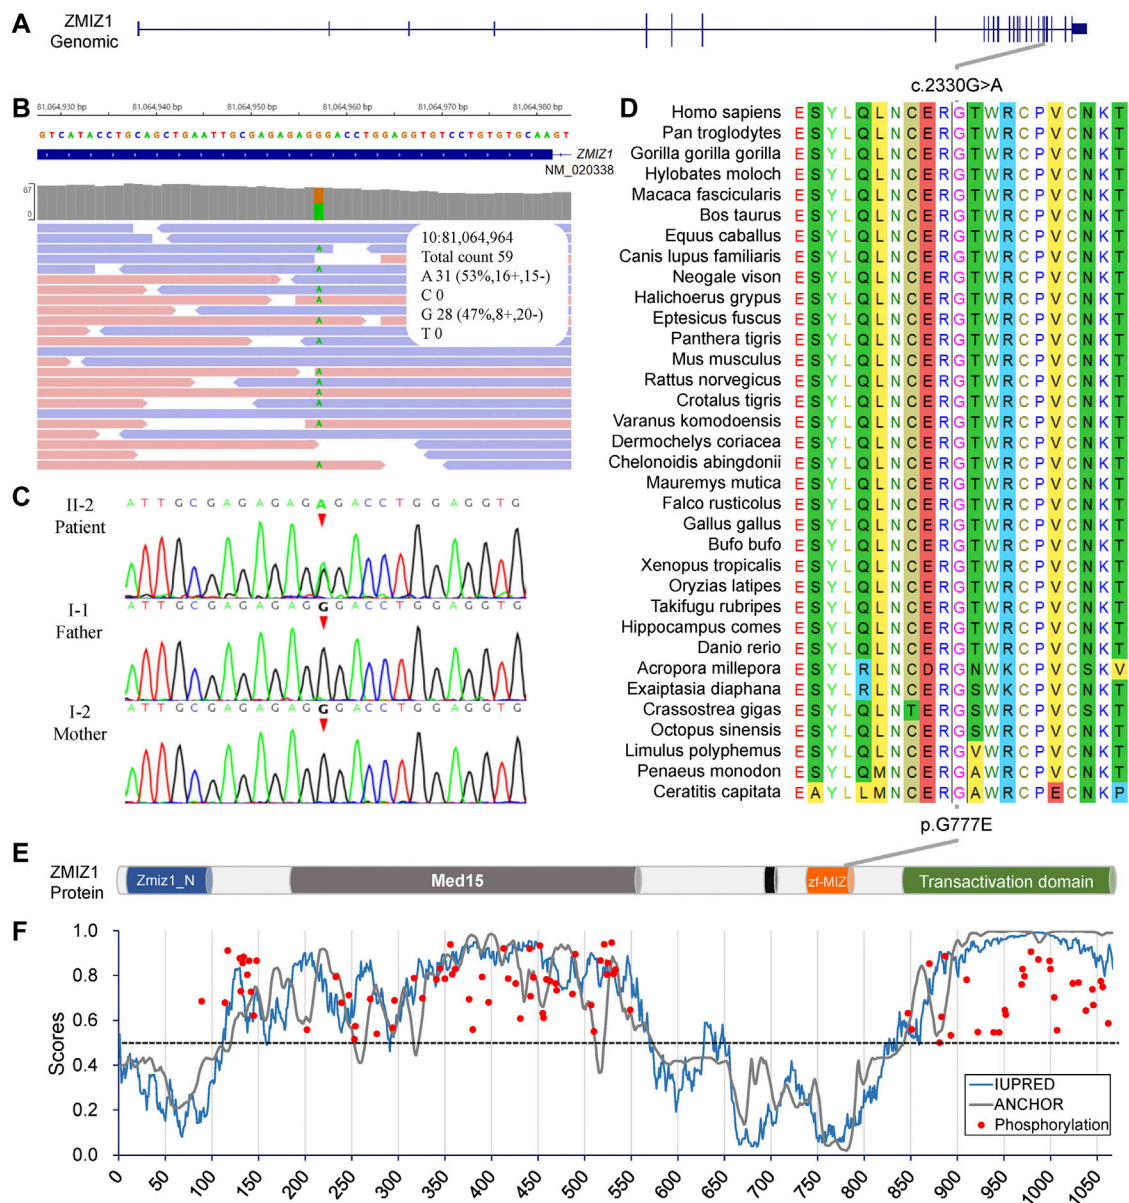 A
ZMIZ1
Genomic
c.2330G>A
B
81,064,930 bp 81,064,940 bp 81,064,950 bp 81,064,960 bp 81,064,970 bp 81,064,980 bp
GTCATACCTGCAGCTGAATTGCGAGAGAGGGACCTGGAGGTGTCCTGTGTGCAAGT
ZMIZ1
NM_020338
67
0
10:81,064,964
Total count 59
A 31 (53%,16+,15-)
C 0
G 28 (47%,8+,20-)
T 0
A
A
A
A
A
A
A
A
A
A
A
C
II-2
Patient
ATTGCGAGAGAGAGACCTGGAGGTG
I-1
Father
ATTGCGAGAGAGGGACCTGGAGGTG
I-2
Mother
ATTGCGAGAGAGGGACCTGGAGGTG
D
Homo sapiens ESYLQLNCERGTWRCPVCNKT
Pan troglodytes ESYLQLNCERGTWRCPVCNKT
Gorilla gorilla gorilla ESYLQLNCERGTWRCPVCNKT
Hylobates moloch ESYLQLNCERGTWRCPVCNKT
Macaca fascicularis ESYLQLNCERGTWRCPVCNKT
Bos taurus ESYLQLNCERGTWRCPVCNKT
Equus caballus ESYLQLNCERGTWRCPVCNKT
Canis lupus familiaris ESYLQLNCERGTWRCPVCNKT
Neogale vison ESYLQLNCERGTWRCPVCNKT
Halichoerus grypus ESYLQLNCERGTWRCPVCNKT
Eptesicus fuscus ESYLQLNCERGTWRCPVCNKT
Panthera tigris ESYLQLNCERGTWRCPVCNKT
Mus musculus ESYLQLNCERGTWRCPVCNKT
Rattus norvegicus ESYLQLNCERGTWRCPVCNKT
Crotalus tigris ESYLQLNCERGTWRCPVCNKT
Varanus komodoensis ESYLQLNCERGTWRCPVCNKT
Dermochelys coriacea ESYLQLNCERGTWRCPVCNKT
Chelonoidis abingdonii ESYLQLNCERGTWRCPVCNKT
Mauremys mutica ESYLQLNCERGTWRCPVCNKT
Falco rusticolus ESYLQLNCERGTWRCPVCNKT
Gallus gallus ESYLQLNCERGTWRCPVCNKT
Bufo bufo ESYLQLNCERGTWRCPVCNKT
Xenopus tropicalis ESYLQLNCERGTWRCPVCNKT
Oryzias latipes ESYLQLNCERGTWRCPVCNKT
Takifugu rubripes ESYLQLNCERGTWRCPVCNKT
Hippocampus comes ESYLQLNCERGTWRCPVCNKT
Danio rerio ESYLQLNCERGTWRCPVCNKT
Acropora millepora ESYLRLNCDRGNWKCPVCSKV
Exaiptasia diaphana ESYLRLNCERGSWKCPVCNKT
Crassostrea gigas ESYLQLNTERGSWRCPVCSKT
Octopus sinensis ESYLQLNCERGSWRCPVCNKT
Limulus polyphemus ESYLQLNCERGVWRCPVCNKT
Penaeus monodon ESYLQMNCERGAWRCPVCNKT
Ceratitis capitata EAYLLMNCERGAWRCPECNKP
p.G777E
E
ZMIZ1
Protein
Zmiz1_N Med15 zf-MIZ Transactivation domain
F
Scores
1.0
0.8
0.6
0.4
0.2
0.0
IUPRED
ANCHOR
Phosphorylation
0 50 100 150 200 250 300 350 400 450 500 550 600 650 700 750 800 850 900 950 1000 1050